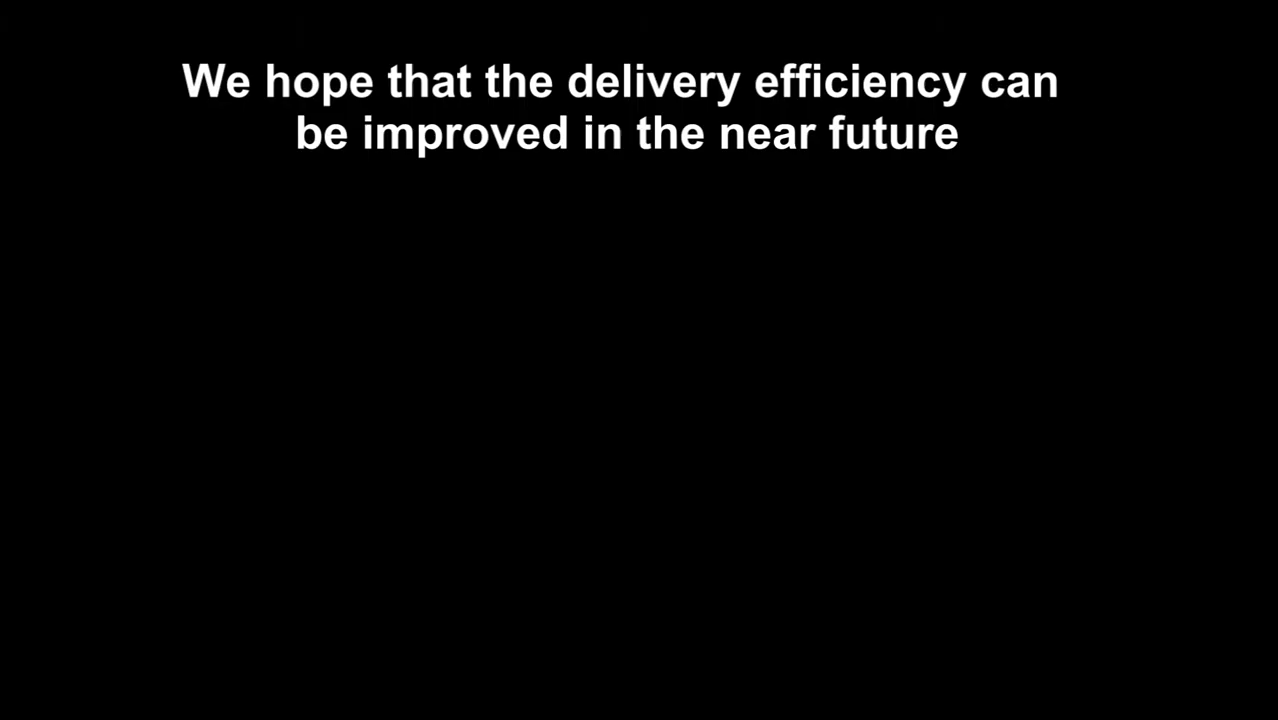 We hope that the delivery efficiency can
be improved in the near future